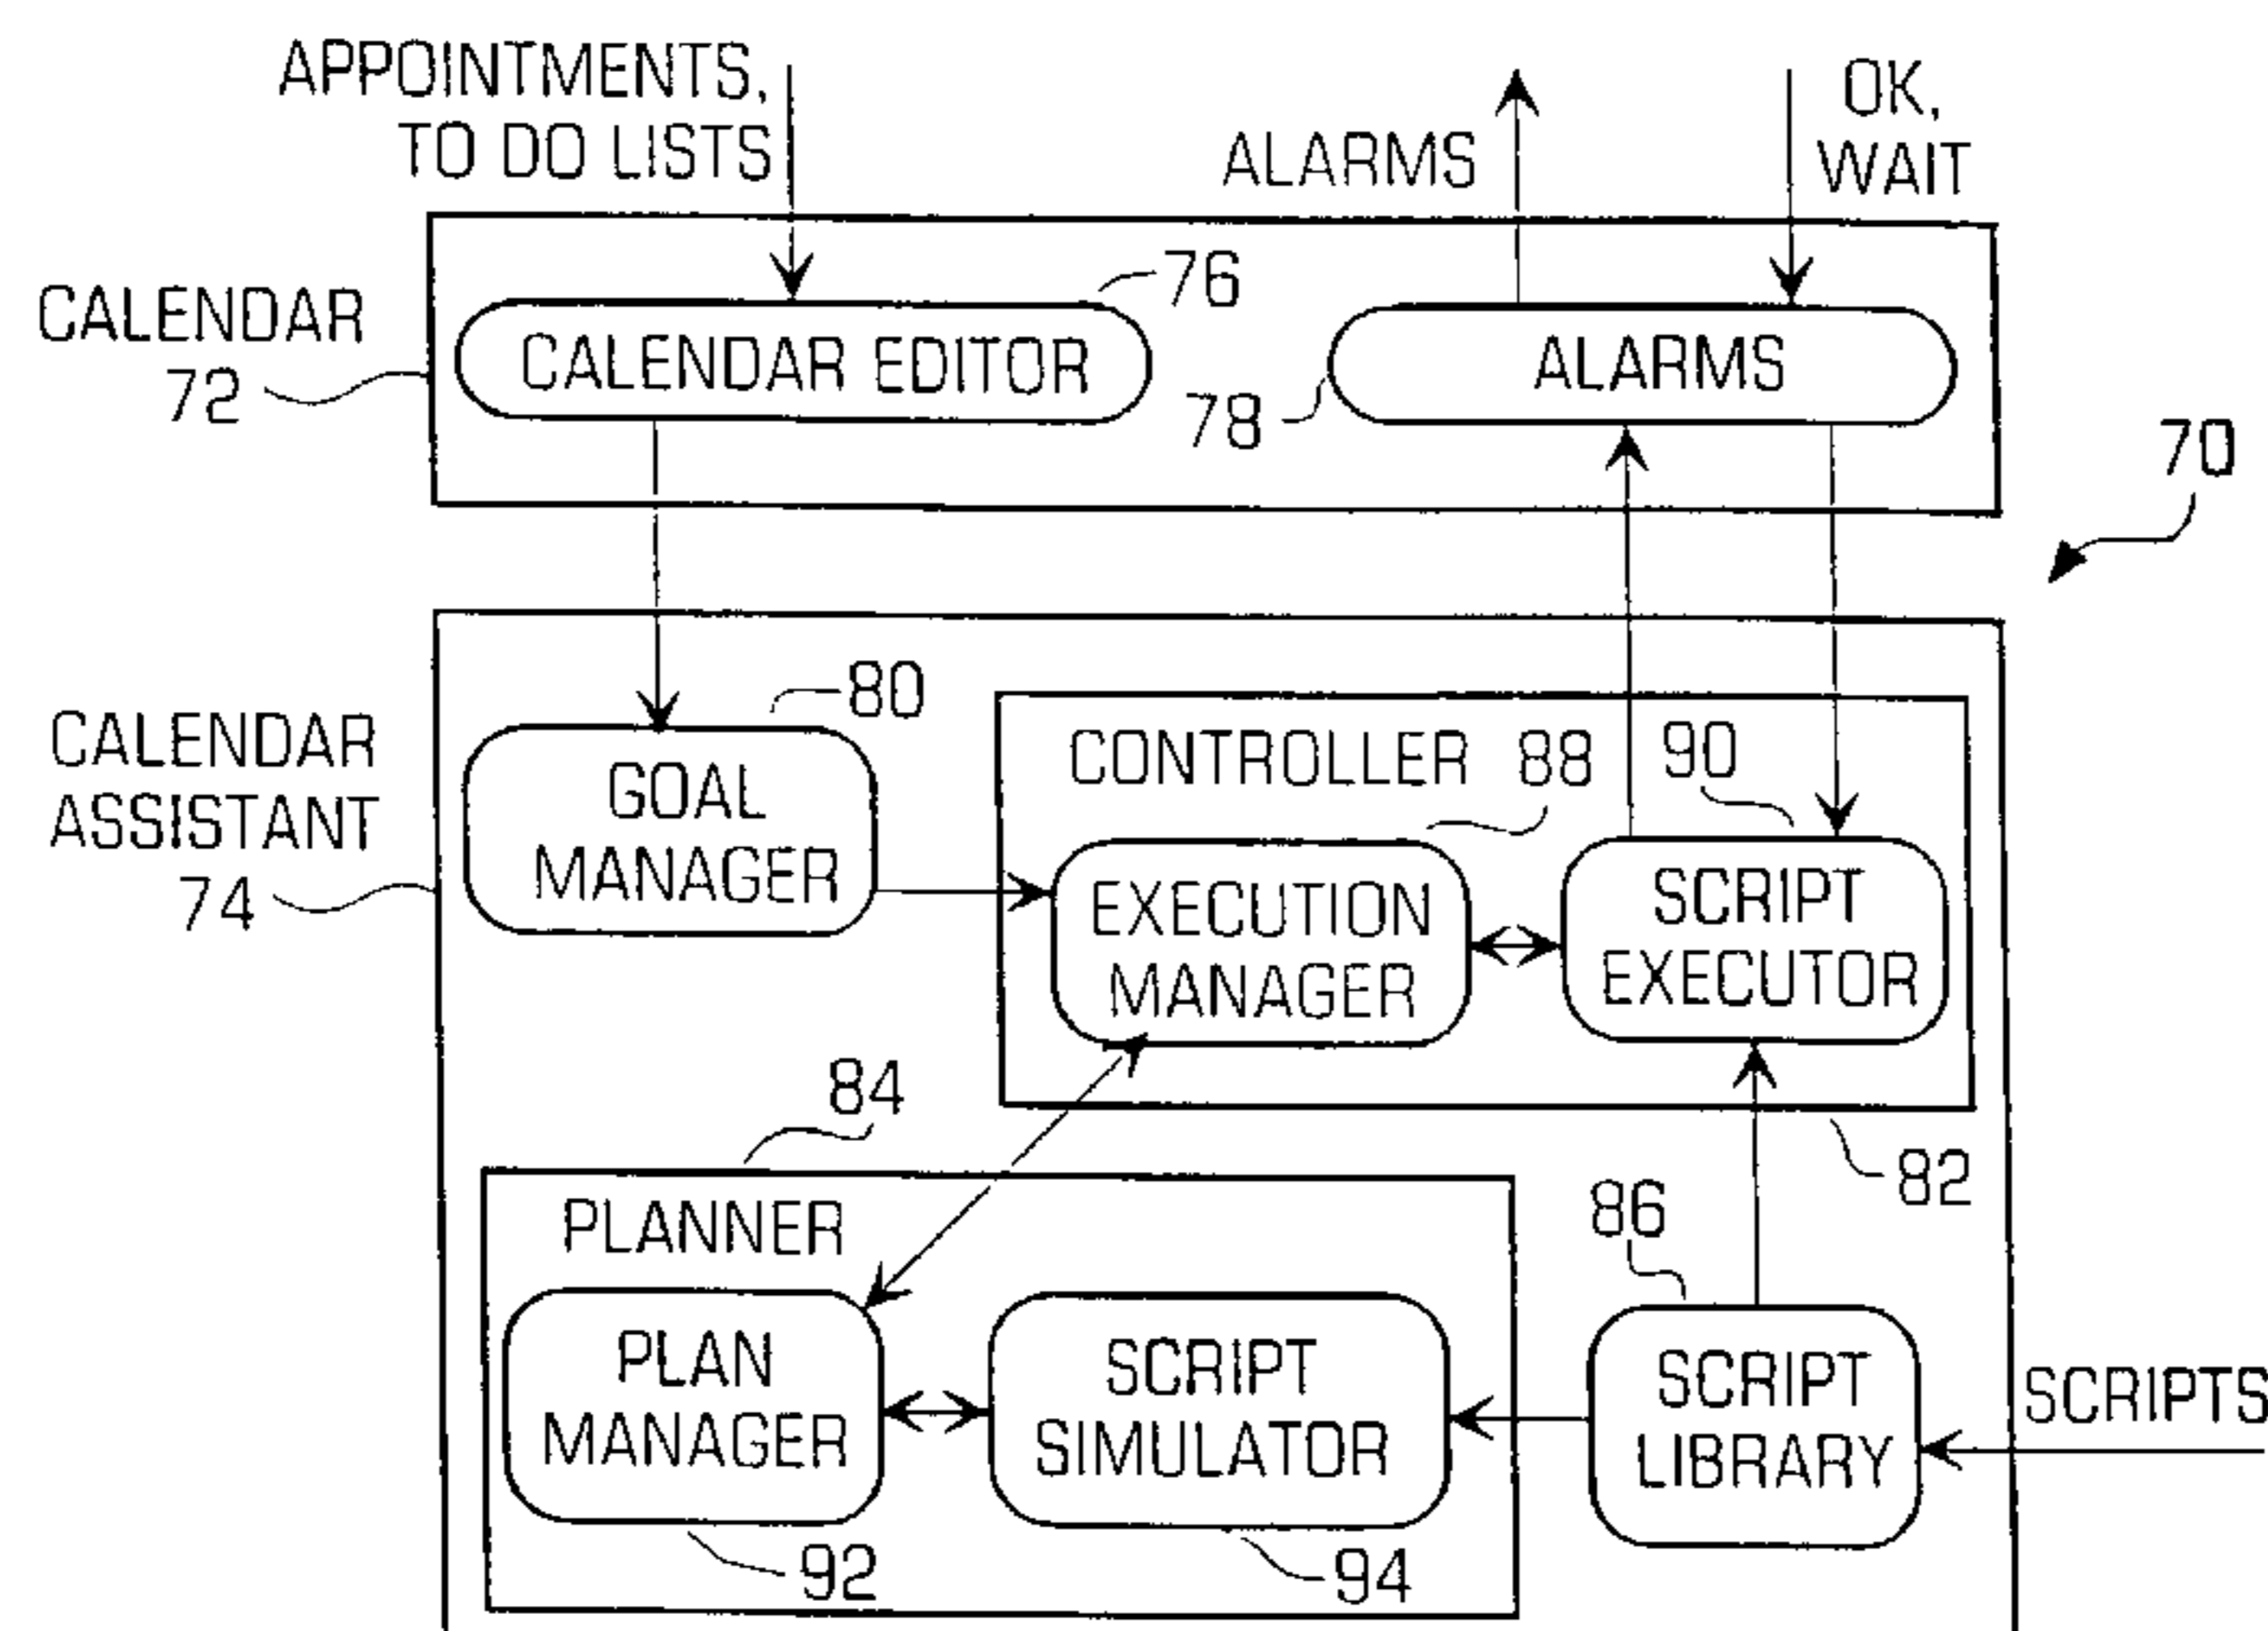 APPOINTMENTS,
TO DO LISTS
ALARMS
OK,
WAIT
CALENDAR
72
CALENDAR EDITOR
76
ALARMS
78
70
CALENDAR
ASSISTANT
74
GOAL
MANAGER
80
CONTROLLER
88
90
EXECUTION
MANAGER
SCRIPT
EXECUTOR
82
84
PLANNER
PLAN
MANAGER
92
SCRIPT
SIMULATOR
94
86
SCRIPT
LIBRARY
SCRIPTS